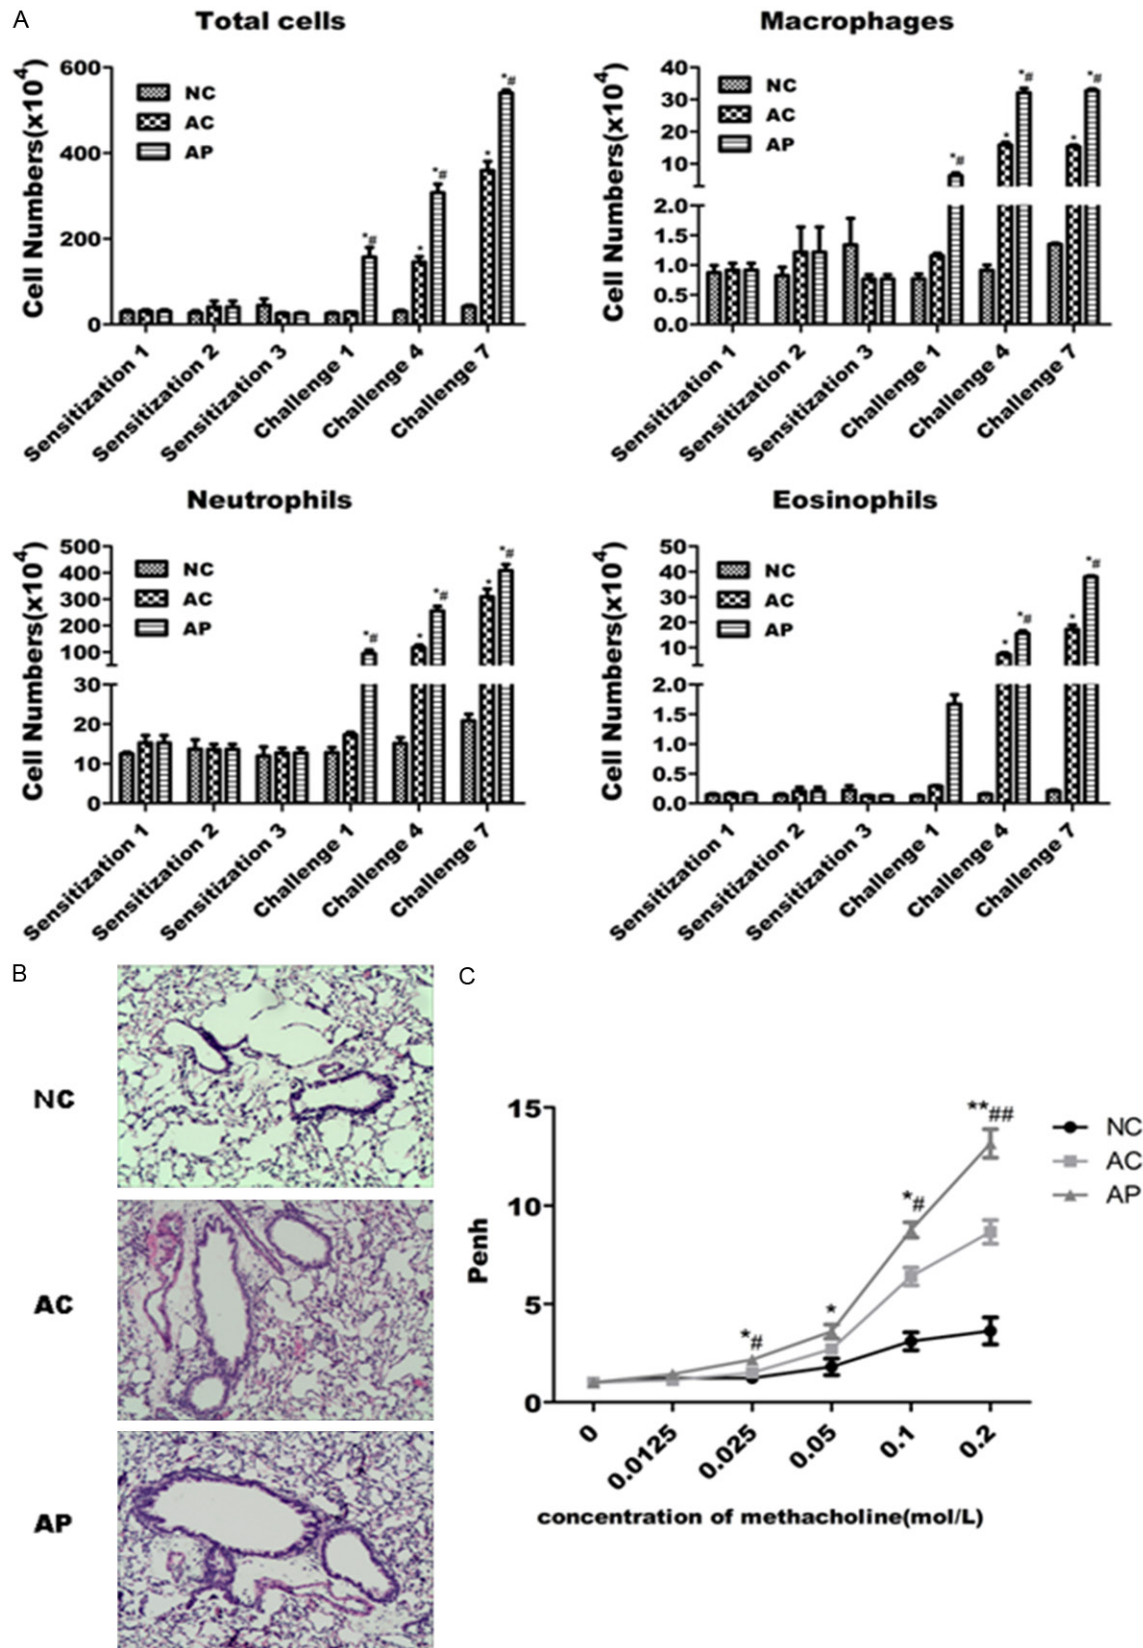 A
Total cells
Cell Numbers(x10⁴)
600
400
200
0
NC
AC
AP
*#
*
*#
*
*#
Sensitization 1
Sensitization 2
Sensitization 3
Challenge 1
Challenge 4
Challenge 7
Macrophages
Cell Numbers(x10⁴)
40
30
20
10
2.0
1.5
1.0
0.5
0.0
NC
AC
AP
*#
*
*#
*
*#
Sensitization 1
Sensitization 2
Sensitization 3
Challenge 1
Challenge 4
Challenge 7
Neutrophils
Cell Numbers(x10⁴)
500
400
300
200
100
30
20
10
0
NC
AC
AP
*#
*
*#
*
*#
Sensitization 1
Sensitization 2
Sensitization 3
Challenge 1
Challenge 4
Challenge 7
Eosinophils
Cell Numbers(x10⁴)
50
40
30
20
10
2.0
1.5
1.0
0.5
0.0
NC
AC
AP
*
*#
*
*#
Sensitization 1
Sensitization 2
Sensitization 3
Challenge 1
Challenge 4
Challenge 7
B
NC
AC
AP
C
Penh
15
10
5
0
*#
*
*#
**##
NC
AC
AP
0
0.0125
0.025
0.05
0.1
0.2
concentration of methacholine(mol/L)